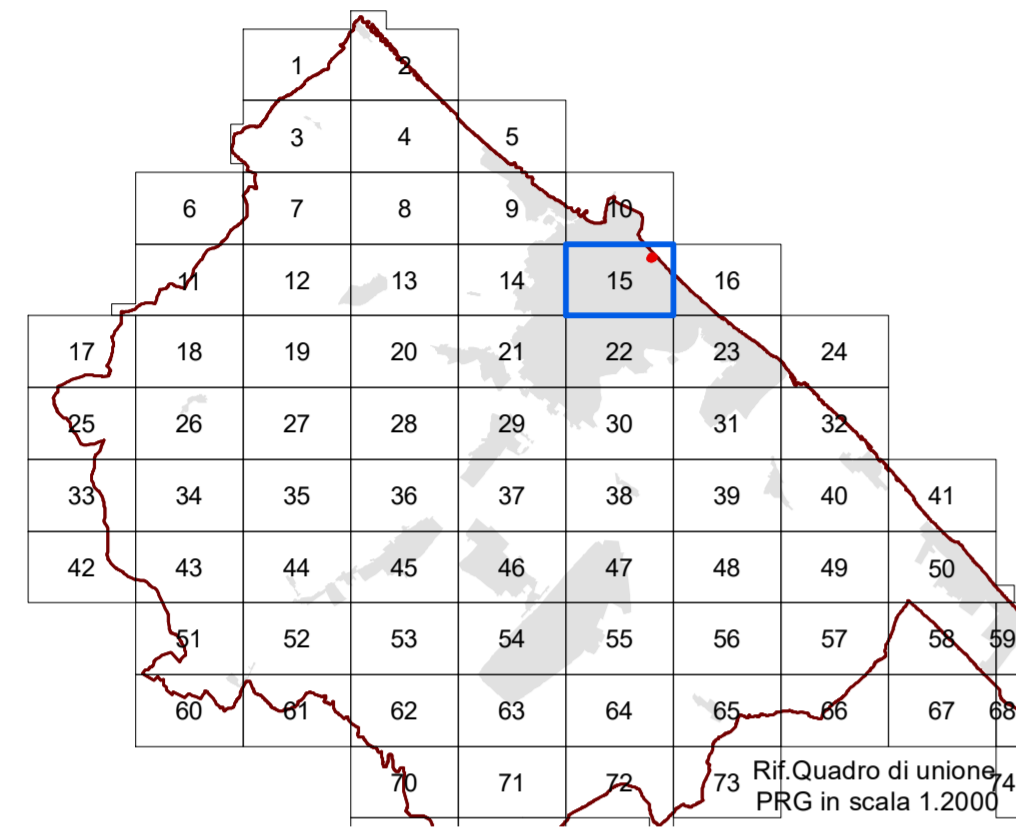 1 2
3 4 5
6 7 8 9 10
11 12 13 14 15 16
17 18 19 20 21 22 23 24
25 26 27 28 29 30 31 32
33 34 35 36 37 38 39 40 41
42 43 44 45 46 47 48 49 50
51 52 53 54 55 56 57 58 59
60 61 62 63 64 65 66 67 68
70 71 72 73 74
Rif.Quadro di unione
PRG in scala 1.2000